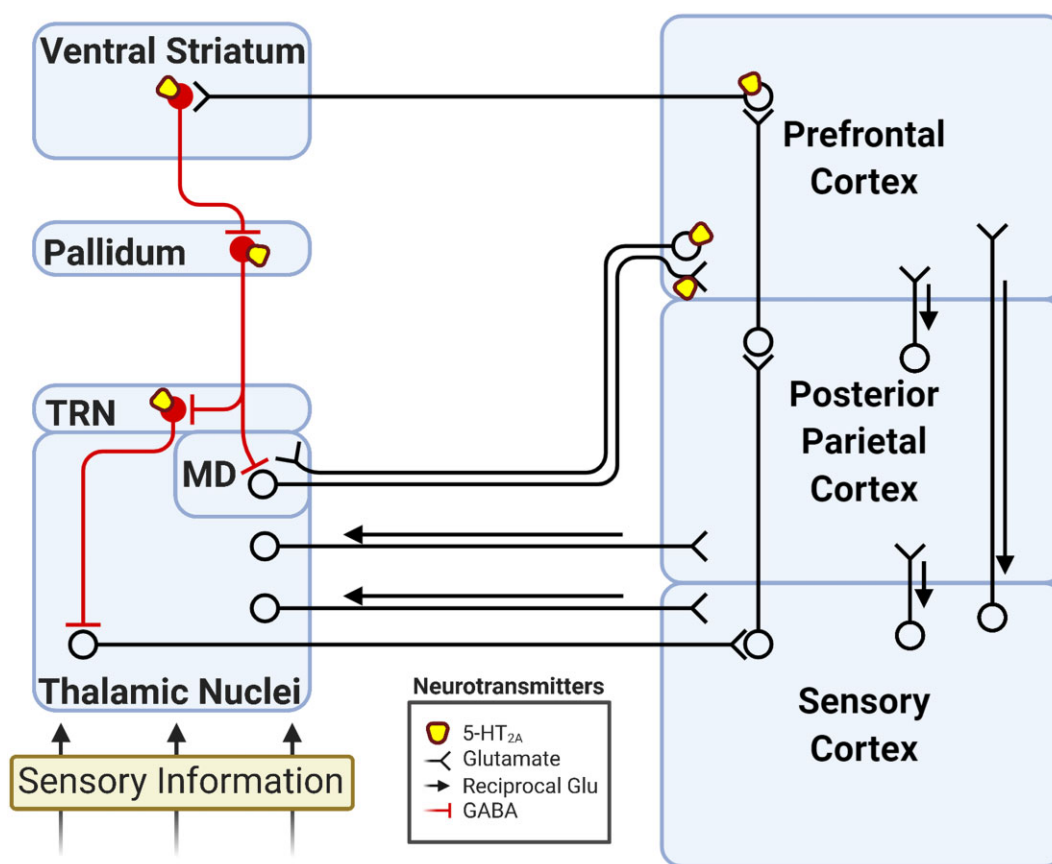 Ventral Striatum
Prefrontal
Cortex
Pallidum
TRN
MD
Posterior
Parietal
Cortex
Thalamic Nuclei
Sensory
Cortex
Sensory Information
Neurotransmitters
5-HT2A
Glutamate
Reciprocal Glu
GABA